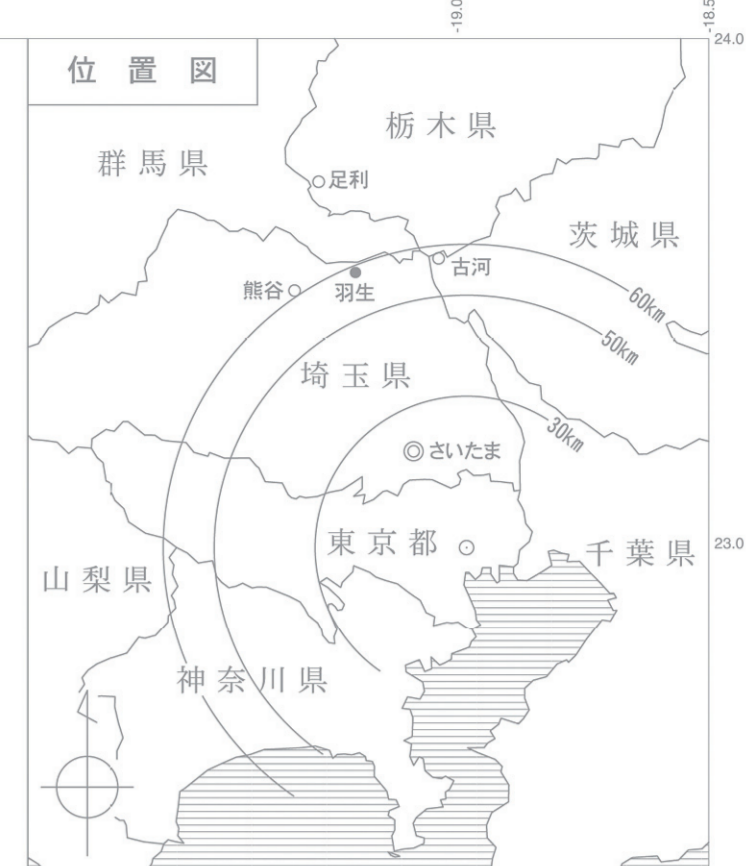 -19.0
-18.5
24.0
位置図
栃木県
群馬県
足利
茨城県
古河
熊谷
羽生
60km
50km
埼玉県
30km
さいたま
東京都
千葉県
23.0
山梨県
神奈川県